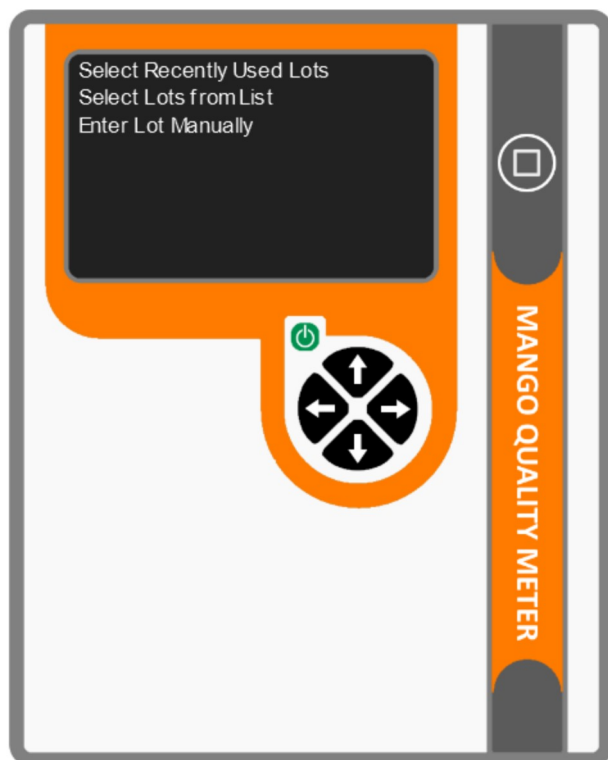 Select Recently Used Lots
Select Lots from List
Enter Lot Manually
MANGO QUALITY METER